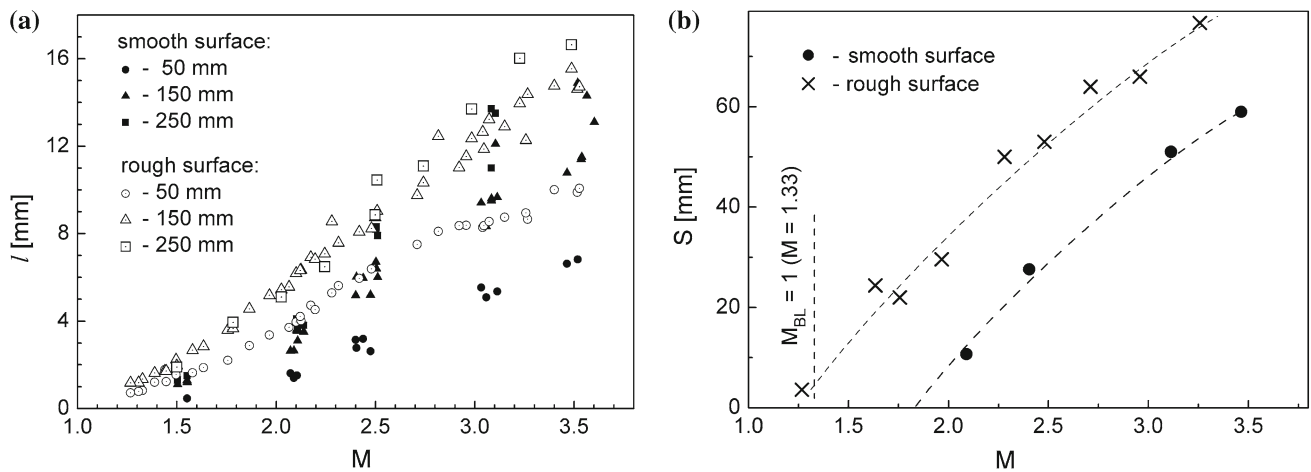 (a)
smooth surface:
- 50 mm
- 150 mm
- 250 mm
rough surface:
- 50 mm
- 150 mm
- 250 mm
l [mm]
16
12
8
4
0
1.0 1.5 2.0 2.5 3.0 3.5
M
(b)
- smooth surface
- rough surface
M_BL = 1 (M = 1.33)
S [mm]
60
40
20
0
1.0 1.5 2.0 2.5 3.0 3.5
M